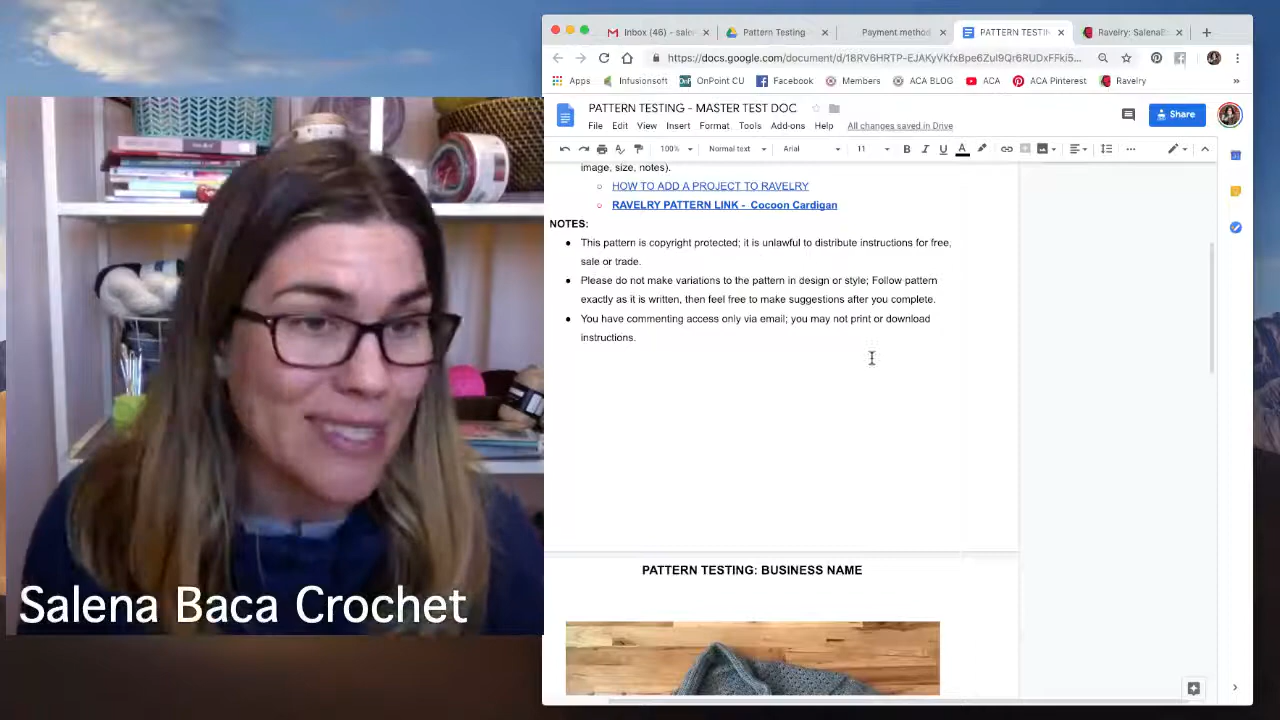 Inbox (46) - sale
Pattern Testing
Payment method
PATTERN TESTIN
Ravelry: SalenaB
https://docs.google.com/document/d/
Apps
Infusionsoft
OnPoint CU
Facebook
Members
ACA BLOG
ACA
ACA Pinterest
Ravelry
»
PATTERN TESTING - MASTER TEST DOC
Share
File Edit View Insert Format Tools Add-ons Help All changes saved in Drive
100% Normal text Arial 11 B I U A
image, size, notes).
HOW TO ADD A PROJECT TO RAVELRY
RAVELRY PATTERN LINK - Cocoon Cardigan
NOTES:
This pattern is copyright protected; it is unlawful to distribute instructions for free,
sale or trade.
Please do not make variations to the pattern in design or style; Follow pattern
exactly as it is written, then feel free to make suggestions after you complete.
You have commenting access only via email; you may not print or download
instructions.
PATTERN TESTING: BUSINESS NAME
Salena Baca Crochet